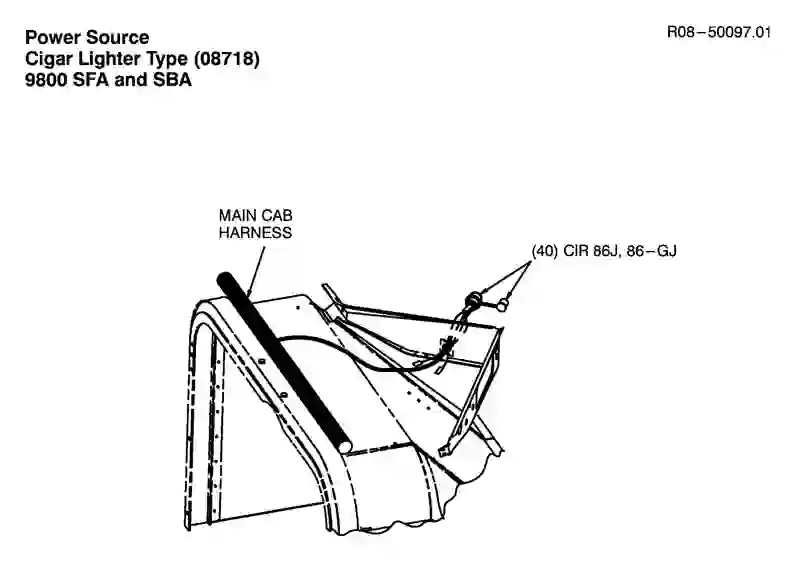 Power Source
Cigar Lighter Type (08718)
9800 SFA and SBA
R08-50097.01
MAIN CAB
HARNESS
(40) CIR 86J, 86-GJ